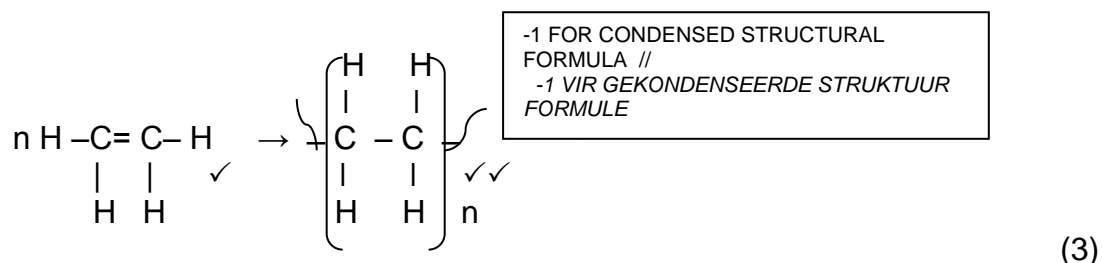 -1 FOR CONDENSED STRUCTURAL
FORMULA //
-1 VIR GEKONDENSEERDE STRUKTUUR
FORMULE
H H
| |
n H –C= C– H ✓ → – C – C – ✓✓
| | | |
H H H H n
(3)